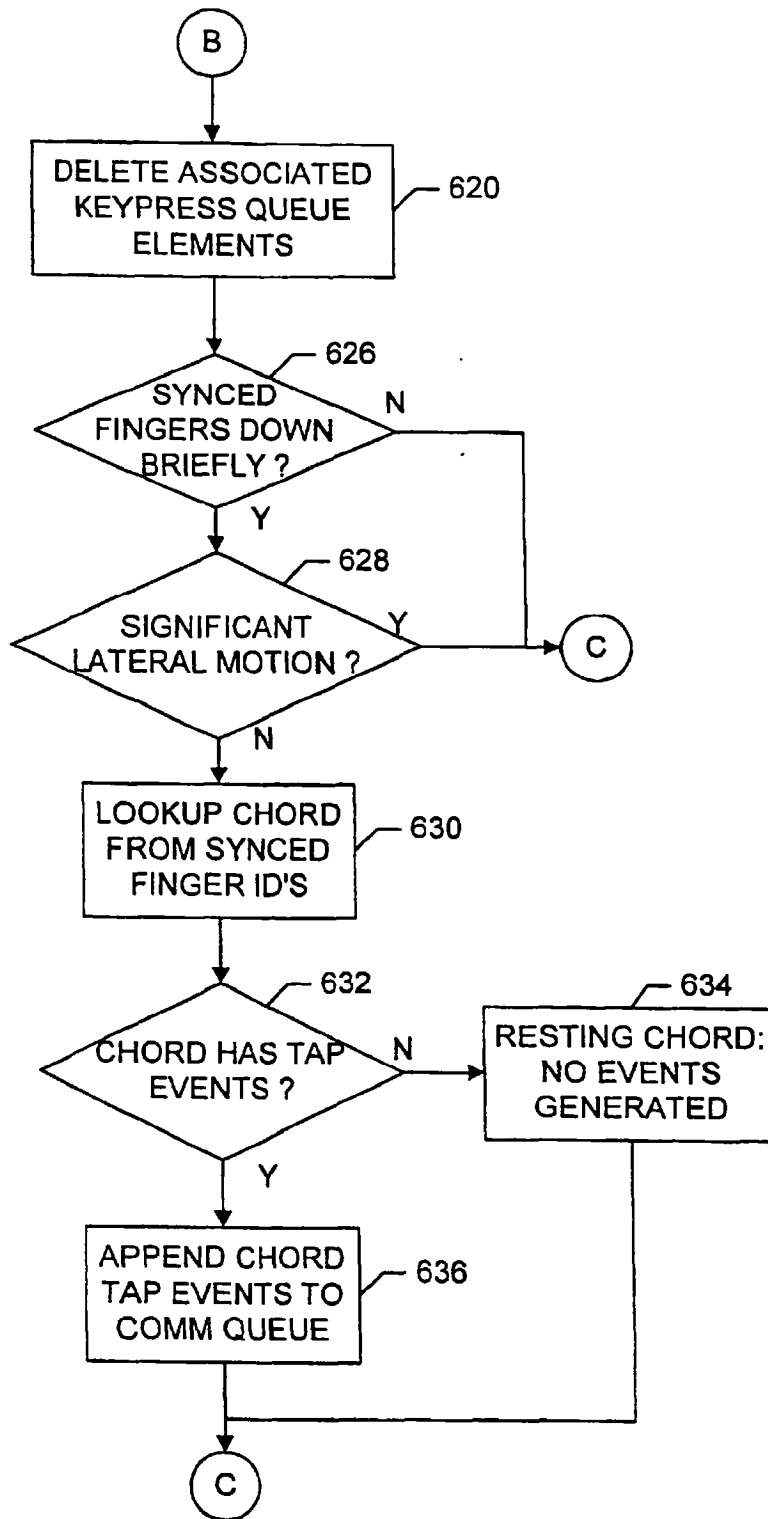 B
DELETE ASSOCIATED
KEYPRESS QUEUE
ELEMENTS
620
626
SYNCED
FINGERS DOWN
BRIEFLY ?
N
Y
628
SIGNIFICANT
LATERAL MOTION ?
Y
C
N
LOOKUP CHORD
FROM SYNCED
FINGER ID'S
630
632
CHORD HAS TAP
EVENTS ?
N
634
RESTING CHORD:
NO EVENTS
GENERATED
Y
APPEND CHORD
TAP EVENTS TO
COMM QUEUE
636
C